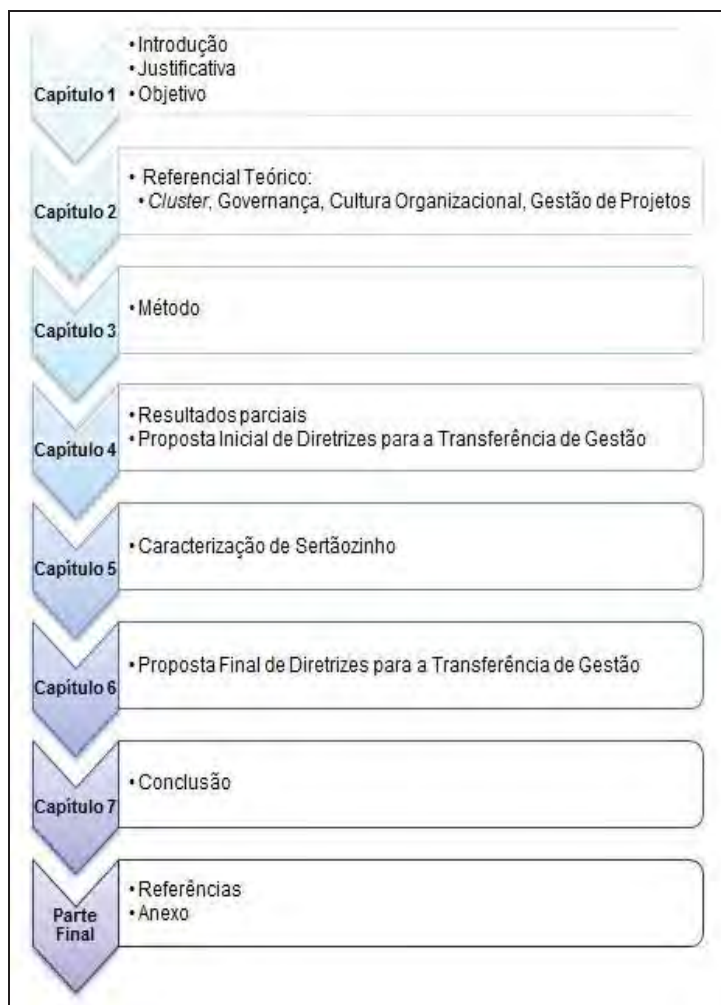 Capítulo 1
• Introdução
• Justificativa
• Objetivo
Capítulo 2
• Referencial Teórico:
• Cluster, Governança, Cultura Organizacional, Gestão de Projetos
Capítulo 3
• Método
Capítulo 4
• Resultados parciais
• Proposta Inicial de Diretrizes para a Transferência de Gestão
Capítulo 5
• Caracterização de Sertãozinho
Capítulo 6
• Proposta Final de Diretrizes para a Transferência de Gestão
Capítulo 7
• Conclusão
Parte
Final
• Referências
• Anexo